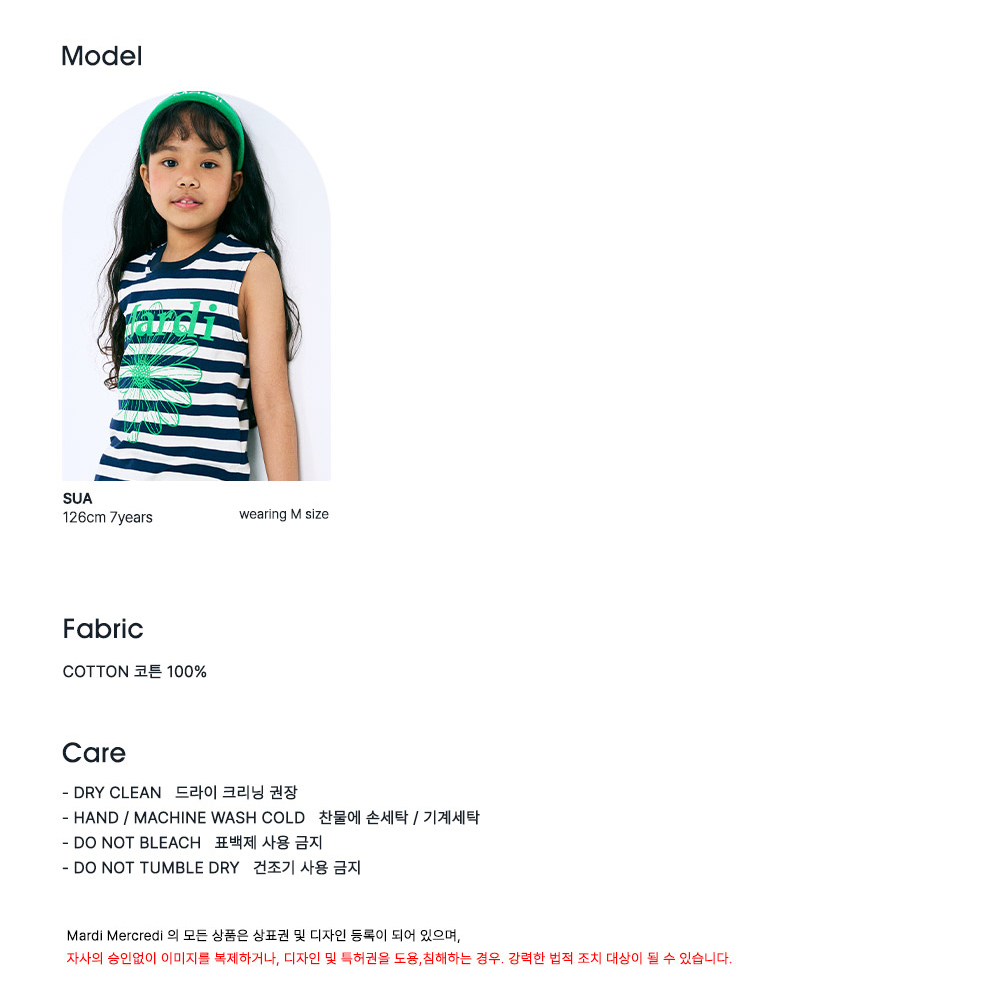 Model
Mardi
Mardi
SUA
126cm 7years
wearing M size
Fabric
COTTON 코튼 100%
Care
- DRY CLEAN 드라이 크리닝 권장
- HAND / MACHINE WASH COLD 찬물에 손세탁 / 기계세탁
- DO NOT BLEACH 표백제 사용 금지
- DO NOT TUMBLE DRY 건조기 사용 금지
Mardi Mercredi 의 모든 상품은 상표권 및 디자인 등록이 되어 있으며,
자사의 승인없이 이미지를 복제하거나, 디자인 및 특허권을 도용,침해하는 경우. 강력한 법적 조치 대상이 될 수 있습니다.